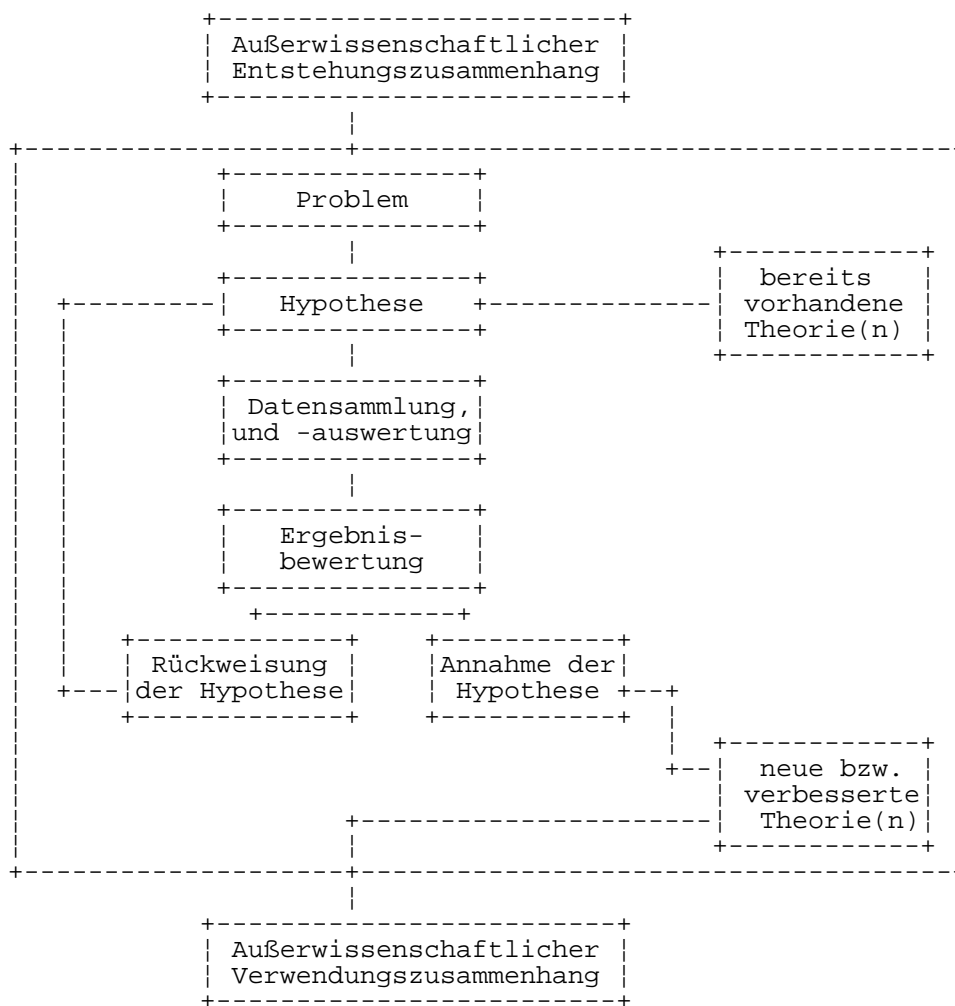 Außerwissenschaftlicher
Entstehungszusammenhang
Problem
Hypothese
bereits
vorhandene
Theorie(n)
Datensammlung,
und -auswertung
Ergebnis-
bewertung
Rückweisung
der Hypothese
Annahme der
Hypothese
neue bzw.
verbesserte
Theorie(n)
Außerwissenschaftlicher
Verwendungszusammenhang